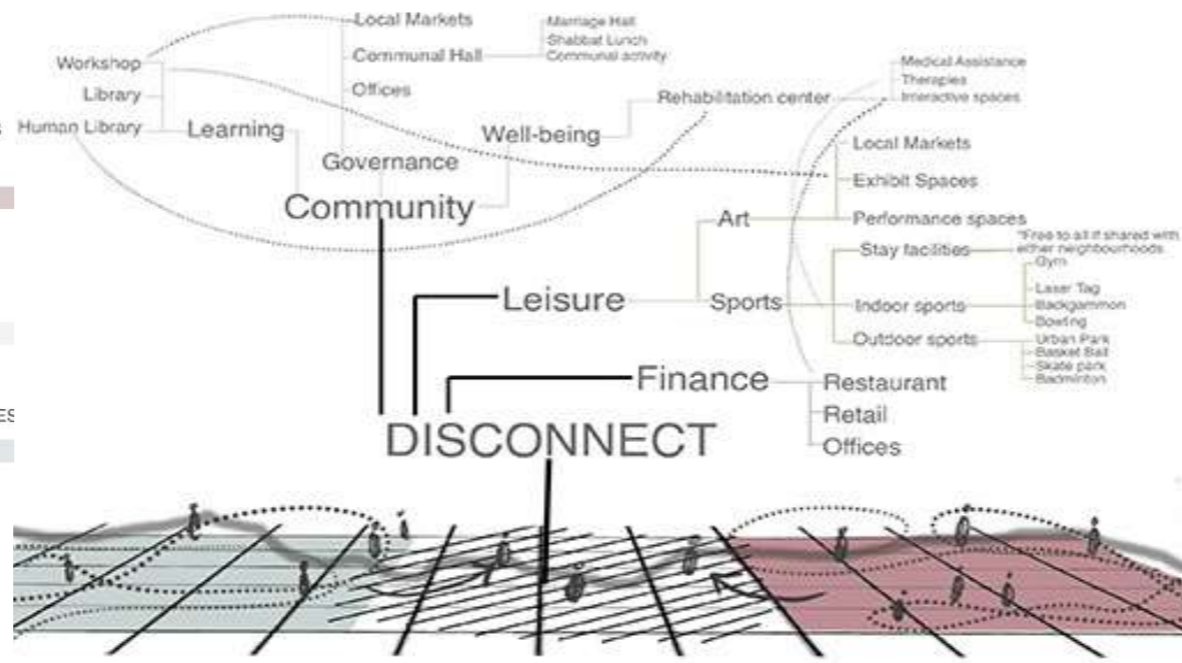 Local Markets
Communal Hall
Offices
Marriage Hall
Shabbat Lunch
Communal activity
Workshop
Library
Human Library
Learning
Governance
Community
Well-being
Rehabilitation center
Medical Assistance
Therapies
Interactive spaces
Local Markets
Exhibit Spaces
Performance spaces
Art
Leisure
Sports
Stay facilities
*Free to all if shared with
either neighbourhoods
Indoor sports
Gym
Laser Tag
Backgammon
Bowling
Outdoor sports
Urban Park
Basket Ball
Skate park
Badminton
Finance
Restaurant
Retail
Offices
DISCONNECT